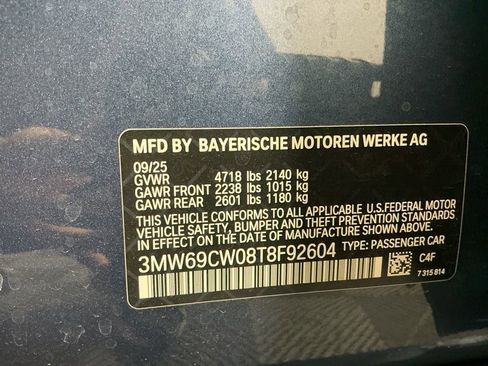 MFD BY BAYERISCHE MOTOREN WERKE AG
09/25
GVWR 4718 lbs 2140 kg
GAWR FRONT 2238 lbs 1015 kg
GAWR REAR 2601 lbs 1180 kg
THIS VEHICLE CONFORMS TO ALL APPLICABLE U.S.FEDERAL MOTOR
VEHICLE SAFETY, BUMPER AND THEFT PREVENTION STANDARDS
IN EFFECT ON THE DATE OF MANUFACTURE SHOWN ABOVE.
3MW69CW08T8F92604 TYPE: PASSENGER CAR
C4F
7 315 814